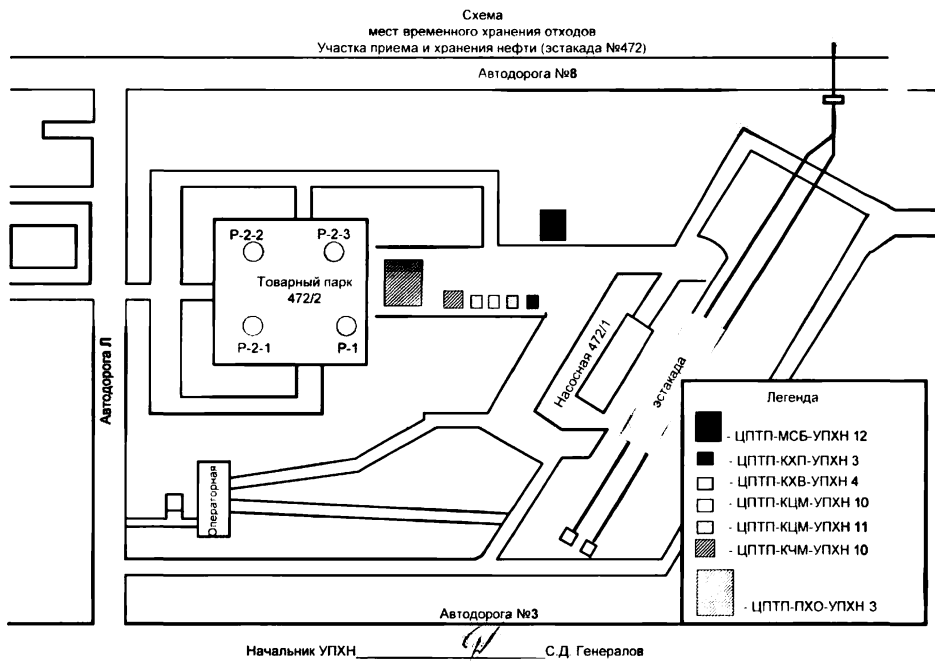 Схема
мест временного хранения отходов
Участка приема и хранения нефти (эстакада №472)
Автодорога №8
Р-2-2
Р-2-3
Товарный парк
472/2
Р-2-1
Р-1
Автодорога Л
Насосная 472/1
эстакада
Операторная
Легенда
- ЦПТП-МСБ-УПХН 12
- ЦПТП-КХП-УПХН 3
- ЦПТП-КХВ-УПХН 4
- ЦПТП-КЦМ-УПХН 10
- ЦПТП-КЦМ-УПХН 11
- ЦПТП-КЧМ-УПХН 10
- ЦПТП-ПХО-УПХН 3
Автодорога №3
Начальник УПХН С.Д. Генералов